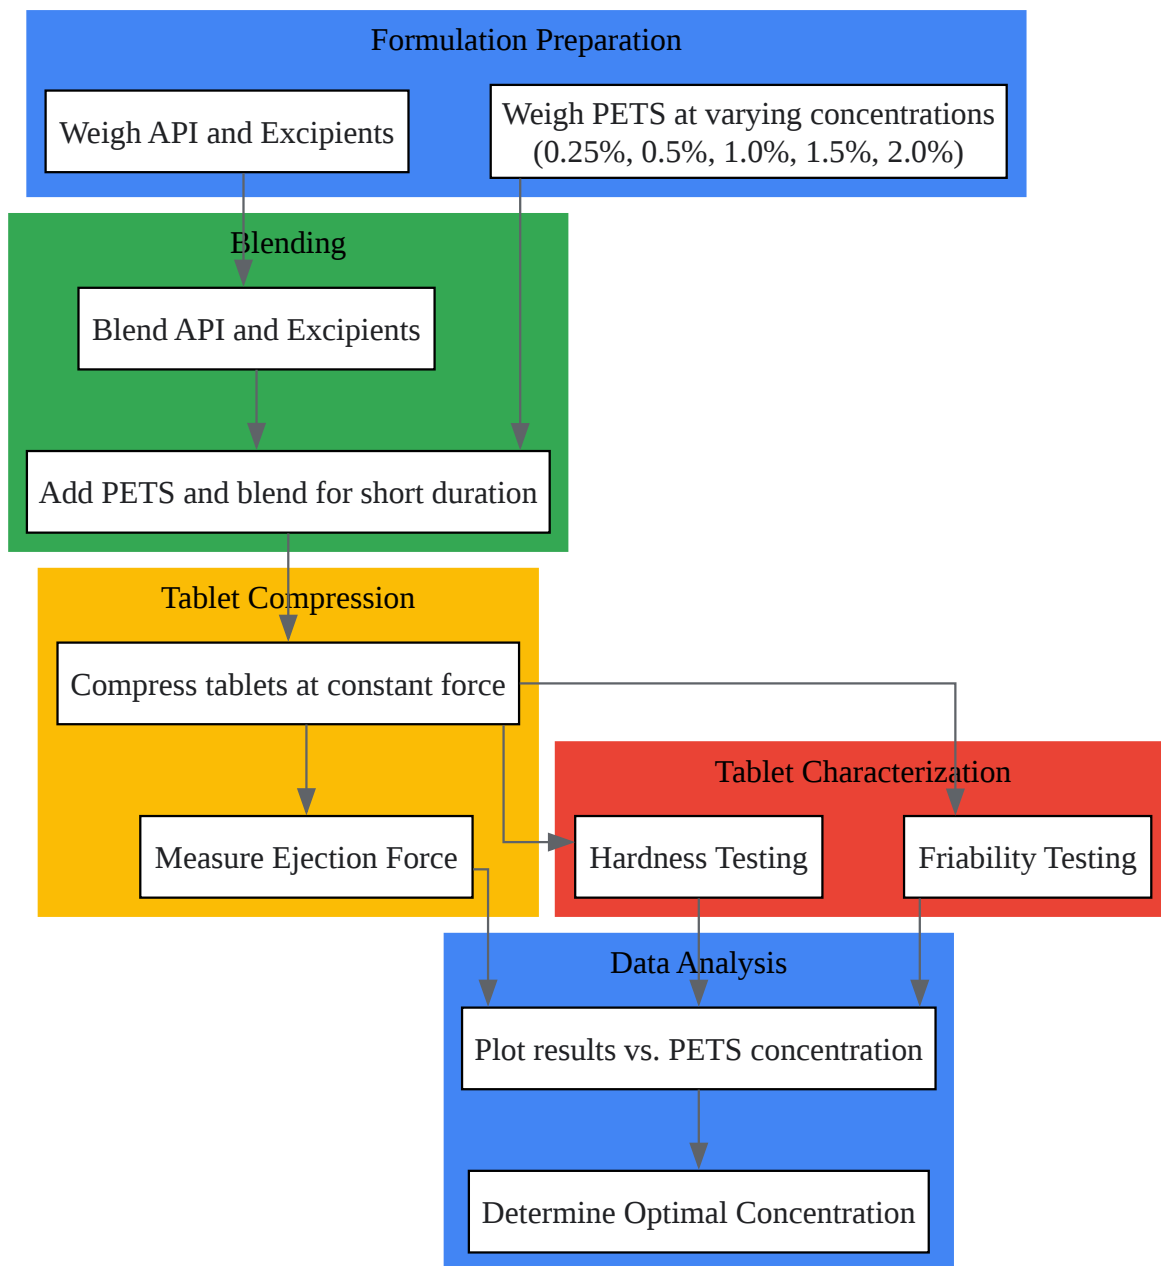 Formulation Preparation
Weigh API and Excipients
Weigh PETS at varying concentrations
(0.25%, 0.5%, 1.0%, 1.5%, 2.0%)
Blending
Blend API and Excipients
Add PETS and blend for short duration
Tablet Compression
Compress tablets at constant force
Measure Ejection Force
Tablet Characterization
Hardness Testing
Friability Testing
Data Analysis
Plot results vs. PETS concentration
Determine Optimal Concentration